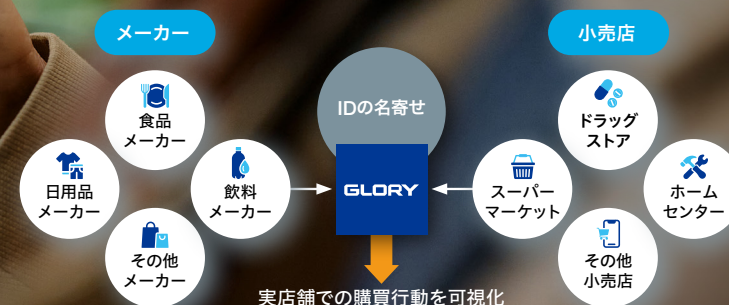 メーカー
小売店
IDの名寄せ
食品
メーカー
日用品
メーカー
飲料
メーカー
その他
メーカー
GLORY
ドラッグ
ストア
スーパー
マーケット
ホーム
センター
その他
小売店
実店舗での購買行動を可視化